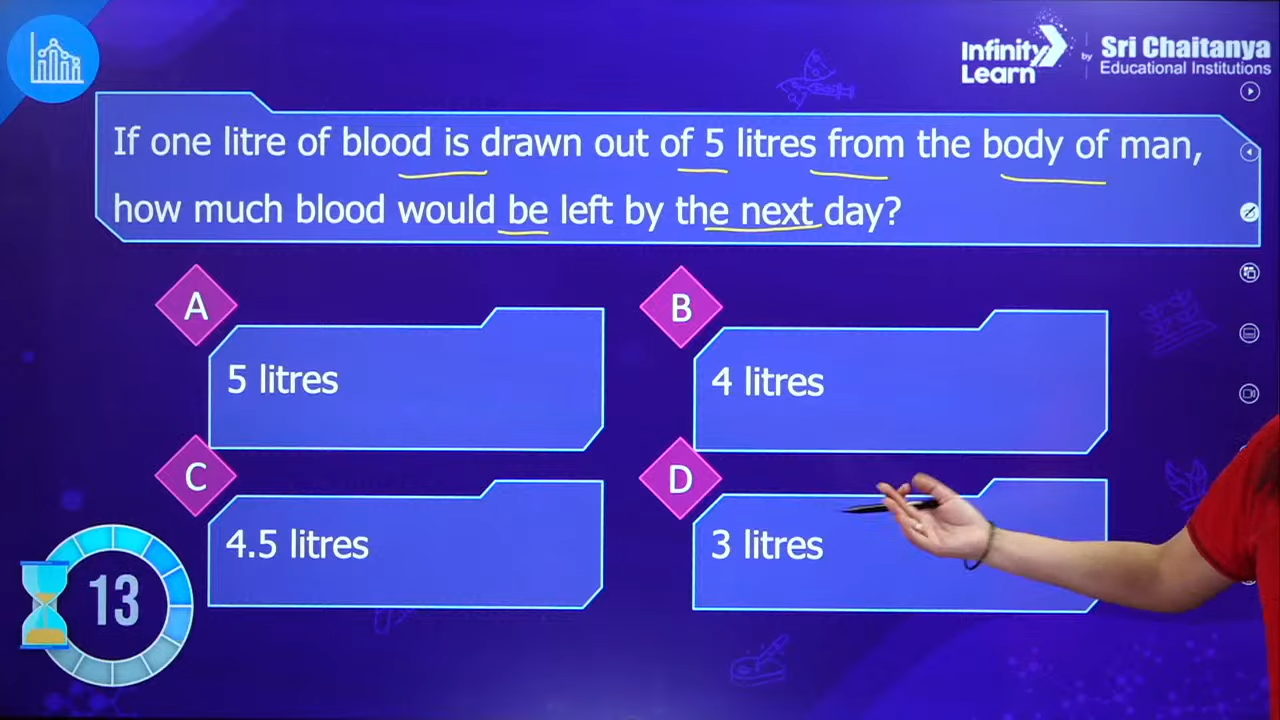 Infinity Learn by Sri Chaitanya Educational Institutions
If one litre of blood is drawn out of 5 litres from the body of man,
how much blood would be left by the next day?
A
5 litres
B
4 litres
C
4.5 litres
D
3 litres
13